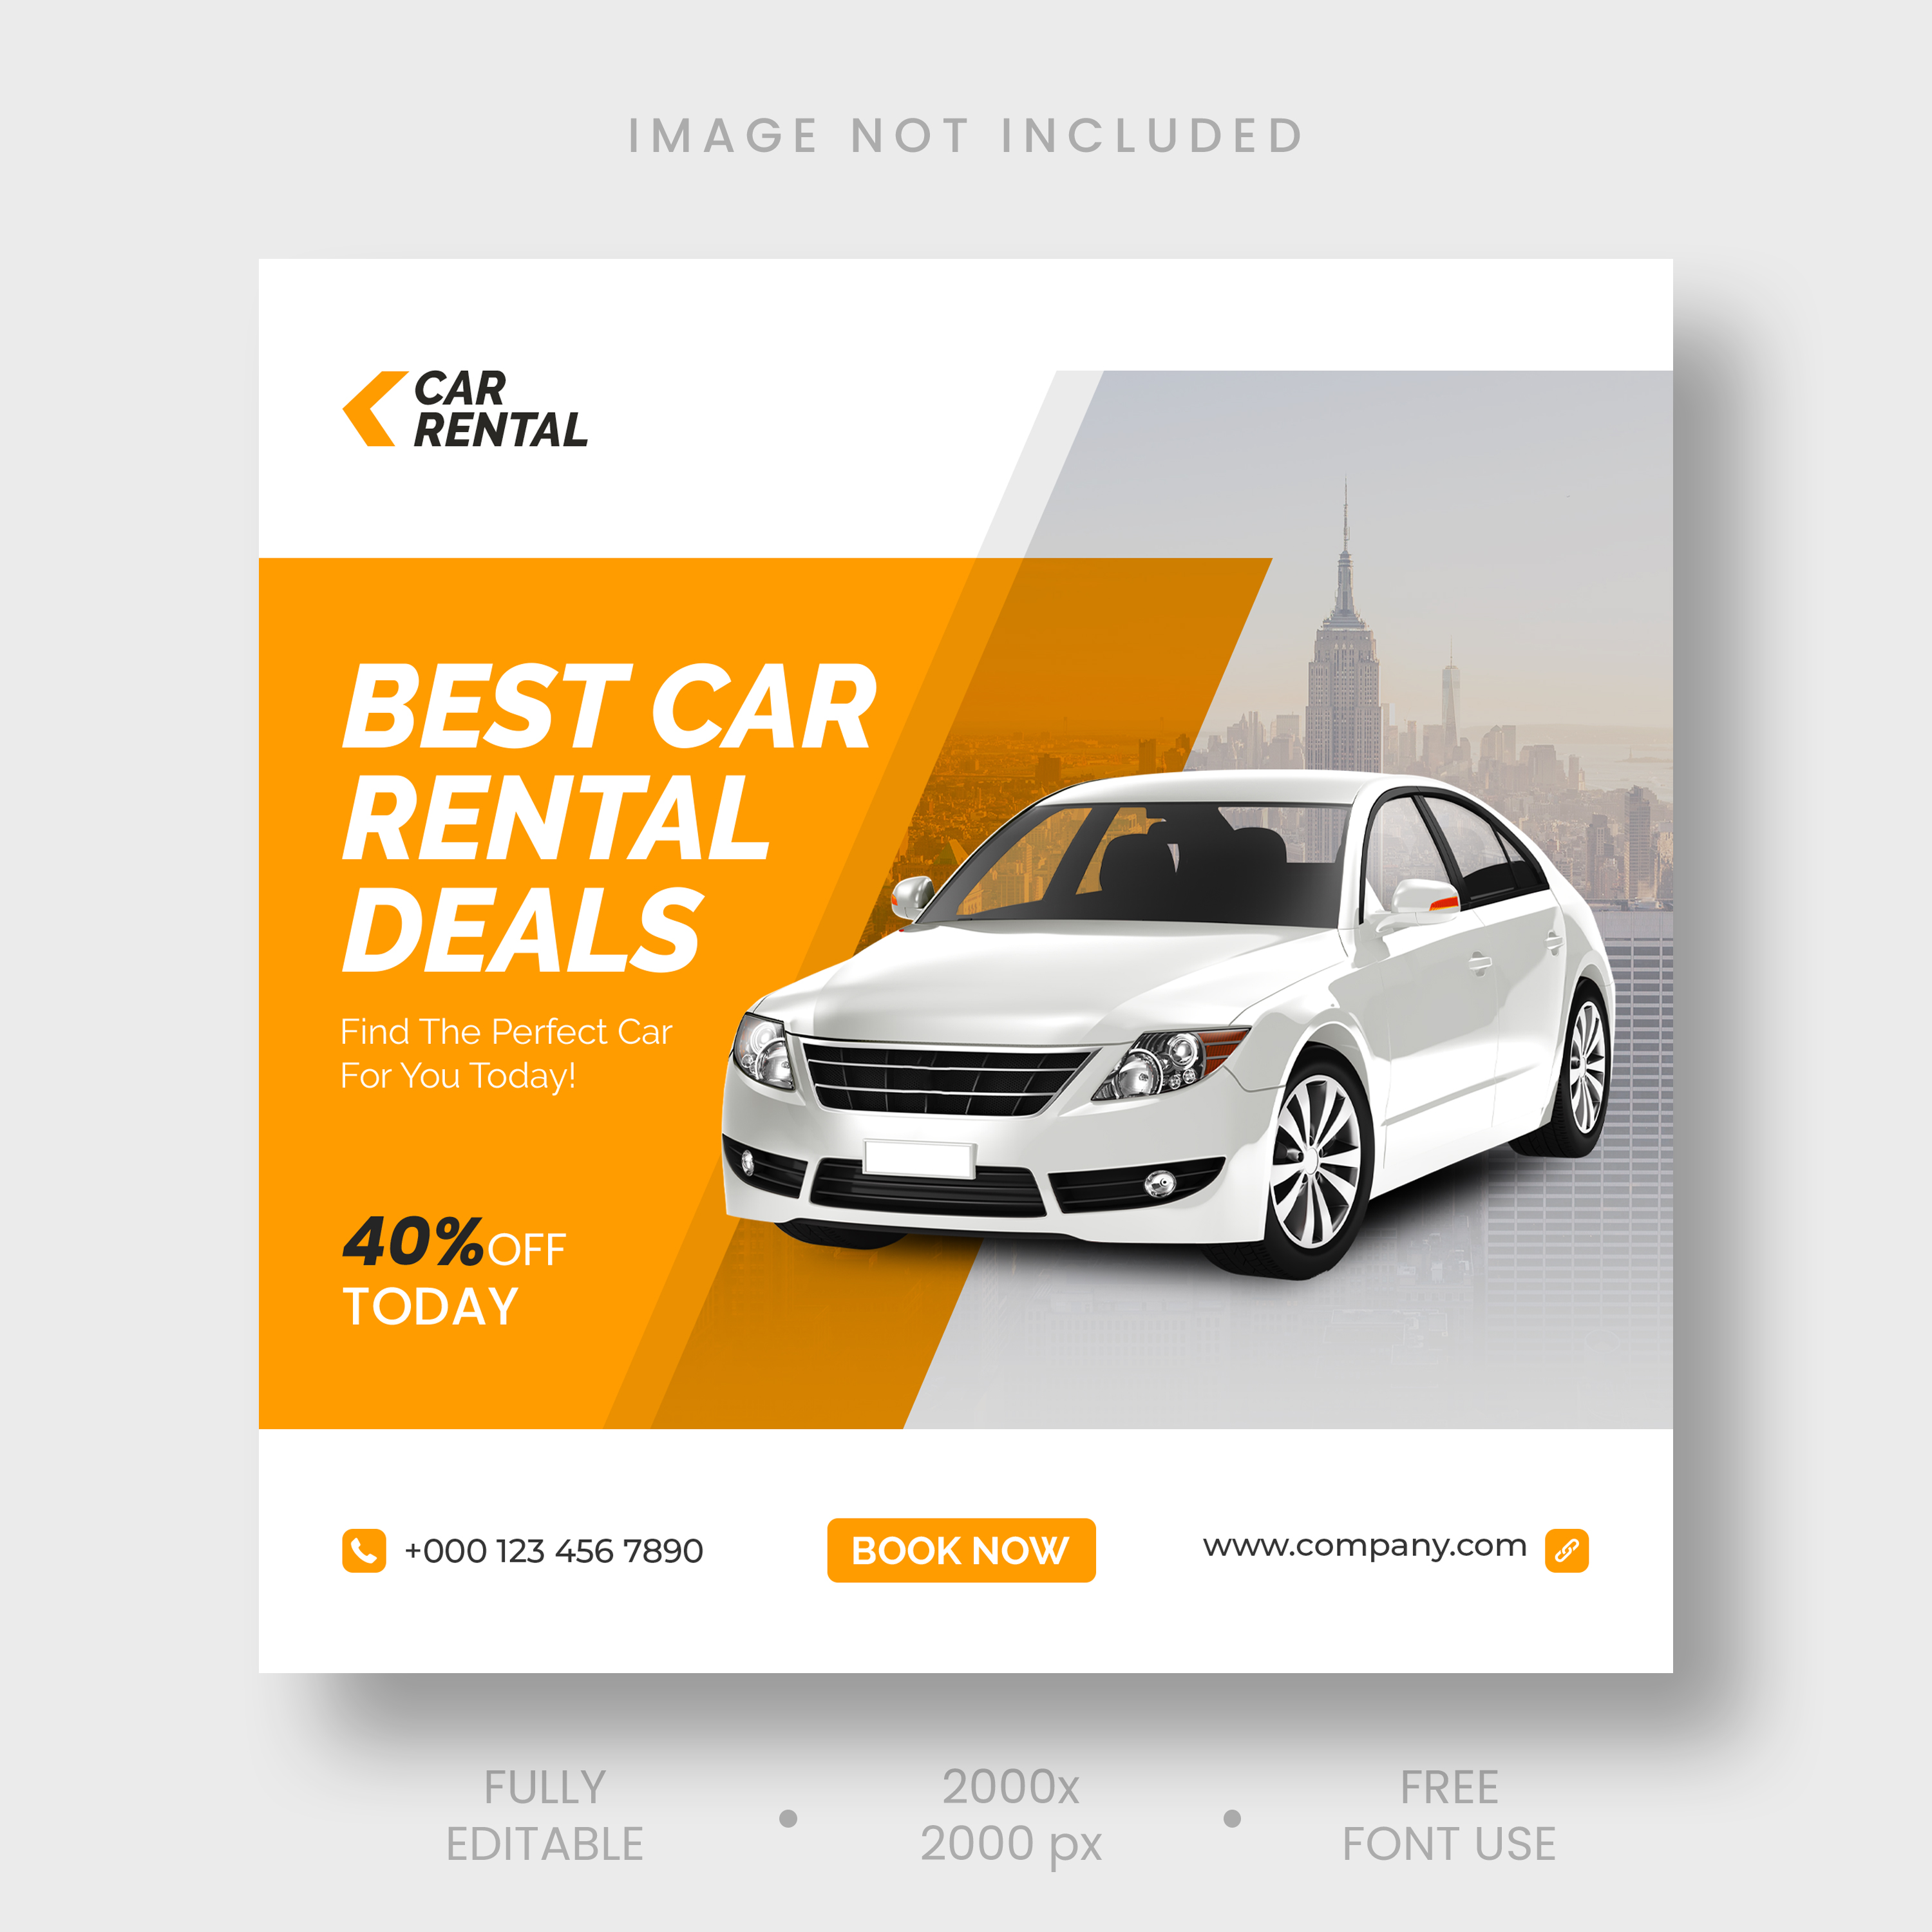 IMAGE NOT INCLUDED
CAR
RENTAL
BEST CAR
RENTAL
DEALS
Find The Perfect Car
For You Today!
40%OFF
TODAY
+000 123 456 7890
BOOK NOW
www.company.com
FULLY
EDITABLE
2000x
2000 px
FREE
FONT USE